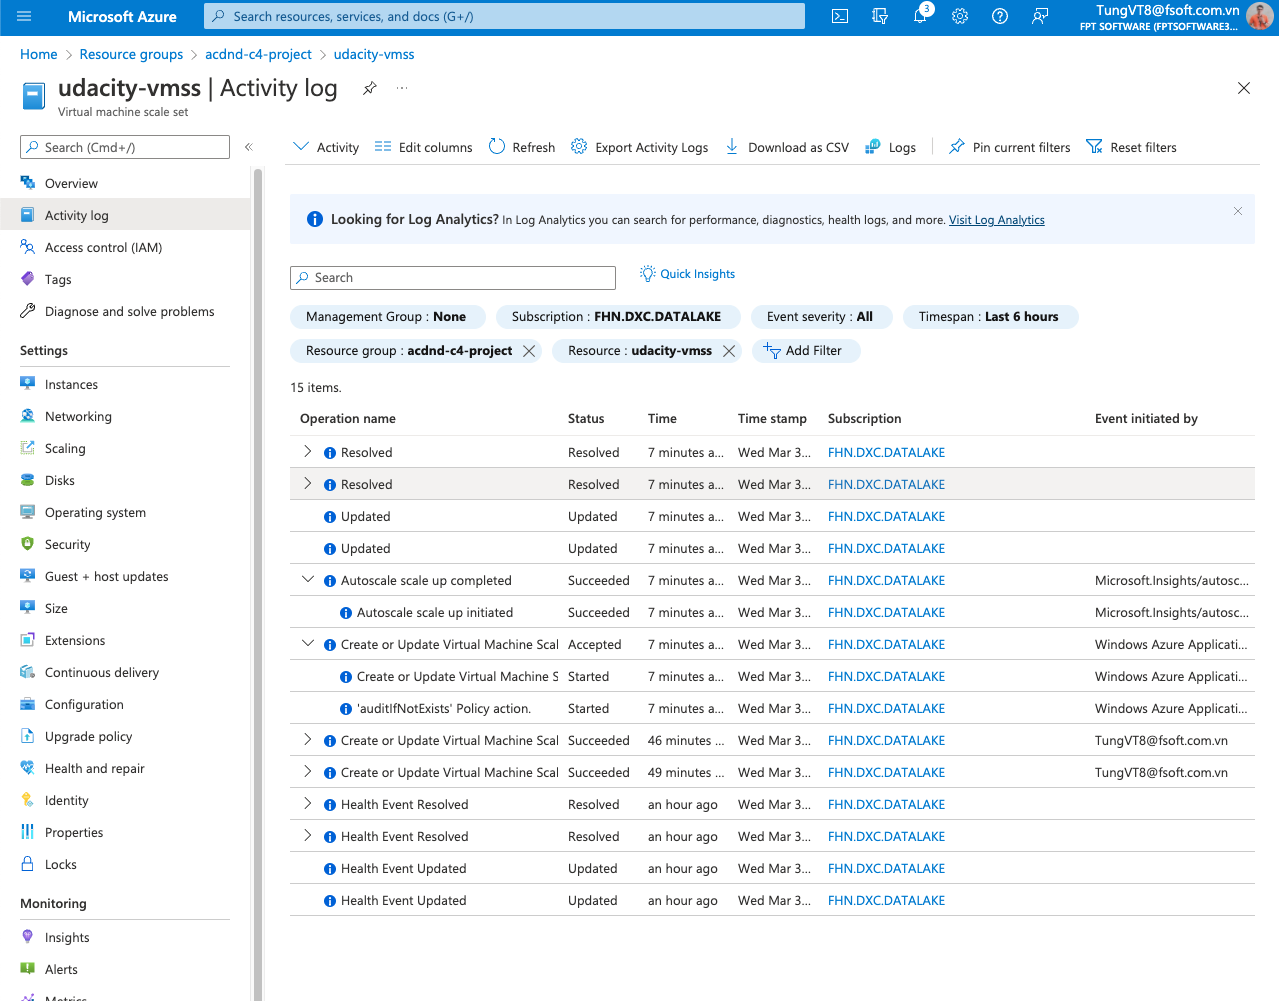 Microsoft Azure
Search resources, services, and docs (G+/)
3
TungVT8@fsoft.com.vn
FPT SOFTWARE (FPTSOFTWARE3...
Home > Resource groups > acdnd-c4-project > udacity-vmss
udacity-vmss | Activity log
...
Virtual machine scale set
Search (Cmd+/)
«
Activity
Edit columns
Refresh
Export Activity Logs
Download as CSV
Logs
Pin current filters
Reset filters
Overview
Activity log
Access control (IAM)
Tags
Diagnose and solve problems
Settings
Instances
Networking
Scaling
Disks
Operating system
Security
Guest + host updates
Size
Extensions
Continuous delivery
Configuration
Upgrade policy
Health and repair
Identity
Properties
Locks
Monitoring
Insights
Alerts
Metrics
Looking for Log Analytics? In Log Analytics you can search for performance, diagnostics, health logs, and more. Visit Log Analytics
Search
Quick Insights
Management Group : None
Subscription : FHN.DXC.DATALAKE
Event severity : All
Timespan : Last 6 hours
Resource group : acdnd-c4-project
Resource : udacity-vmss
Add Filter
15 items.
Operation name Status Time Time stamp Subscription Event initiated by
Resolved Resolved 7 minutes a... Wed Mar 3... FHN.DXC.DATALAKE
Resolved Resolved 7 minutes a... Wed Mar 3... FHN.DXC.DATALAKE
Updated Updated 7 minutes a... Wed Mar 3... FHN.DXC.DATALAKE
Updated Updated 7 minutes a... Wed Mar 3... FHN.DXC.DATALAKE
Autoscale scale up completed Succeeded 7 minutes a... Wed Mar 3... FHN.DXC.DATALAKE Microsoft.Insights/autosc...
Autoscale scale up initiated Succeeded 7 minutes a... Wed Mar 3... FHN.DXC.DATALAKE Microsoft.Insights/autosc...
Create or Update Virtual Machine Scal Accepted 7 minutes a... Wed Mar 3... FHN.DXC.DATALAKE Windows Azure Applicati...
Create or Update Virtual Machine S Started 7 minutes a... Wed Mar 3... FHN.DXC.DATALAKE Windows Azure Applicati...
'auditIfNotExists' Policy action. Started 7 minutes a... Wed Mar 3... FHN.DXC.DATALAKE Windows Azure Applicati...
Create or Update Virtual Machine Scal Succeeded 46 minutes ... Wed Mar 3... FHN.DXC.DATALAKE TungVT8@fsoft.com.vn
Create or Update Virtual Machine Scal Succeeded 49 minutes ... Wed Mar 3... FHN.DXC.DATALAKE TungVT8@fsoft.com.vn
Health Event Resolved Resolved an hour ago Wed Mar 3... FHN.DXC.DATALAKE
Health Event Resolved Resolved an hour ago Wed Mar 3... FHN.DXC.DATALAKE
Health Event Updated Updated an hour ago Wed Mar 3... FHN.DXC.DATALAKE
Health Event Updated Updated an hour ago Wed Mar 3... FHN.DXC.DATALAKE